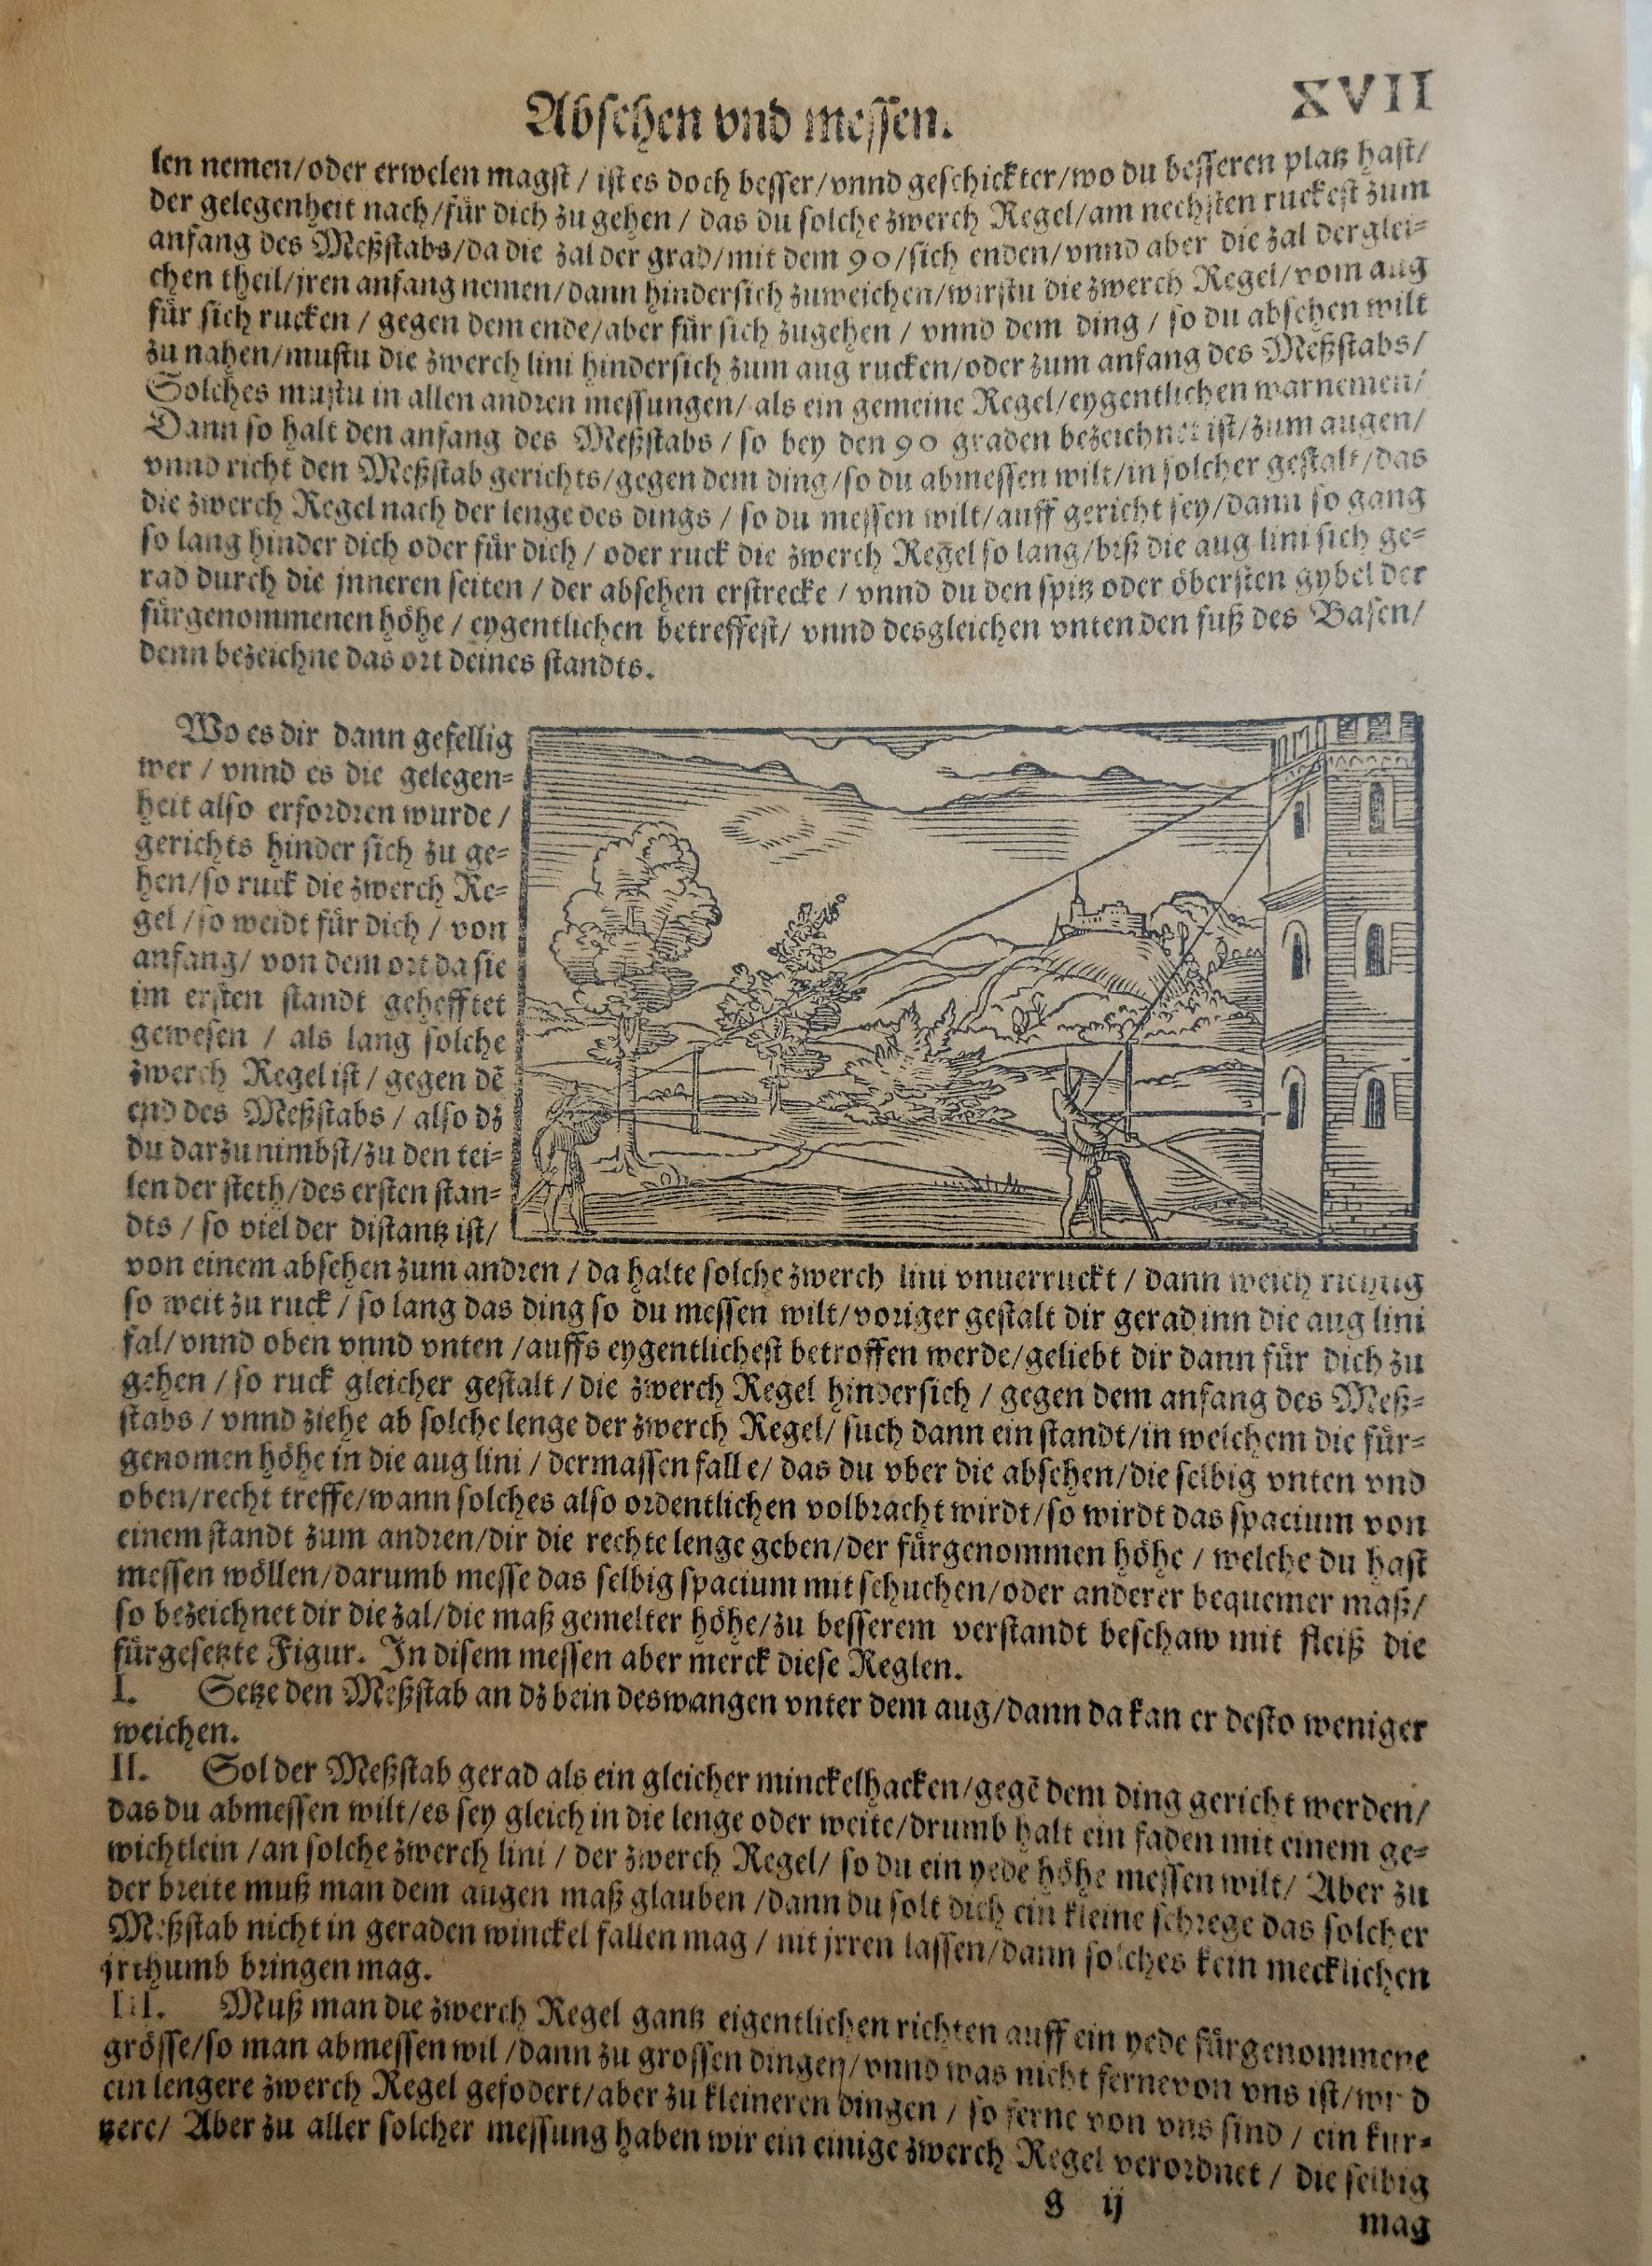 Absehen vnd messen.
XVII
len nemen/oder erwelen magst / ist es doch besser/vnnd geschickter/wo du besseren platz hast/
der gelegenheit nach/für dich zu gehen / das du solche zwerch Regel/am nechsten ruckest zum
anfang des Meßstabs/da die zal der grad/mit dem 90/sich enden/vnnd aber die zal derglei-
chen theil/jren anfang nemen/dann hindersich zuweichen/wirstu die zwerch Regel/vom aug
für sich rucken / gegen dem ende/aber für sich zugehen / vnnd dem ding / so du absehen wilt
zu nahen/mustu die zwerch lini hindersich zum aug rucken/oder zum anfang des Meßstabs/
Solches mustu in allen andren messungen/ als ein gemeine Regel/eygentlichen warnemen/
Dann so halt den anfang des Meßstabs / so bey den 90 graden bezeichnet ist/zum augen/
vnnd richt den Meßstab gerichts/gegen dem ding/so du abmessen wilt/in solcher gestalt/das
die zwerch Regel nach der lenge des dings / so du messen wilt/auff gericht sey/dann so gang
so lang hinder dich oder für dich / oder ruck die zwerch Regel so lang/biß die aug lini sich ge-
rad durch die jnneren seiten / der absehen erstrecke / vnnd du den spitz oder öbersten gybel der
fürgenommenen höhe / eygentlichen betreffest/ vnnd desgleichen vnten den fuß des Basen/
denn bezeichne das ort deines standts.
Wo es dir dann gefellig
wer / vnnd es die gelegen-
heit also erfordren wurde /
gerichts hinder sich zu ge-
hen/so ruck die zwerch Re-
gel /so weidt für dich / von
anfang/ von dem ort da sie
im ersten standt gehefftet
gewesen / als lang solche
zwerch Regel ist / gegen dē
end des Meßstabs / also dz
du darzu nimbst/zu den tei-
len der steth/des ersten stan-
dts / so viel der distantz ist/
von einem absehen zum andren / da halte solche zwerch lini vnuerruckt / dann weich richtig
so weit zu ruck / so lang das ding so du messen wilt/voriger gestalt dir gerad inn die aug lini
fal/vnnd oben vnnd vnten /auffs eygentlichest betroffen werde/geliebt dir dann für dich zu
gehen / so ruck gleicher gestalt / die zwerch Regel hindersich / gegen dem anfang des Meß-
stabs / vnnd ziehe ab solche lenge der zwerch Regel/ such dann ein standt/in welchem die für-
genomen höhe in die aug lini / dermassen fall e/ das du vber die absehen/die selbig vnten vnd
oben/recht treffe/wann solches also ordentlichen volbracht wirdt/so wirdt das spacium von
einem standt zum andren/dir die rechte lenge geben/der fürgenommen höhe / welche du hast
messen wöllen/darumb messe das selbig spacium mit schuchen/oder anderer bequemer maß/
so bezeichnet dir die zal/die maß gemelter höhe/zu besserem verstandt beschaw mit fleiß die
fürgesetzte Figur. In disem messen aber merck diese Reglen.
I. Setze den Meßstab an dz bein des wangen vnter dem aug/dann da kan er desto weniger
weichen.
II. Sol der Meßstab gerad als ein gleicher winckelhacken/gegē dem ding gericht werden/
das du abmessen wilt/es sey gleich in die lenge oder weite/drumb halt ein faden mit einem ge-
wichtlein /an solche zwerch lini / der zwerch Regel/ so du ein yede höhe messen wilt/ Aber zu
der breite muß man dem augen maß glauben /dann du solt dich ein kleine schrege das solcher
Meßstab nicht in geraden winckel fallen mag / nit jrren lassen/dann solches kein mecklichen
jrthumb bringen mag.
III. Muß man die zwerch Regel gantz eigentlichen richten auff ein yede fürgenommene
grösse/so man abmessen wil /dann zu grossen dingen/vnnd was nicht ferne von vns ist/wird
ein lengere zwerch Regel gefodert/aber zu kleineren dingen / so ferne von vns sind / ein kur-
tzere/ Aber zu aller solcher messung haben wir ein einige zwerch Regel verordnet / die selbig
g ij
mag